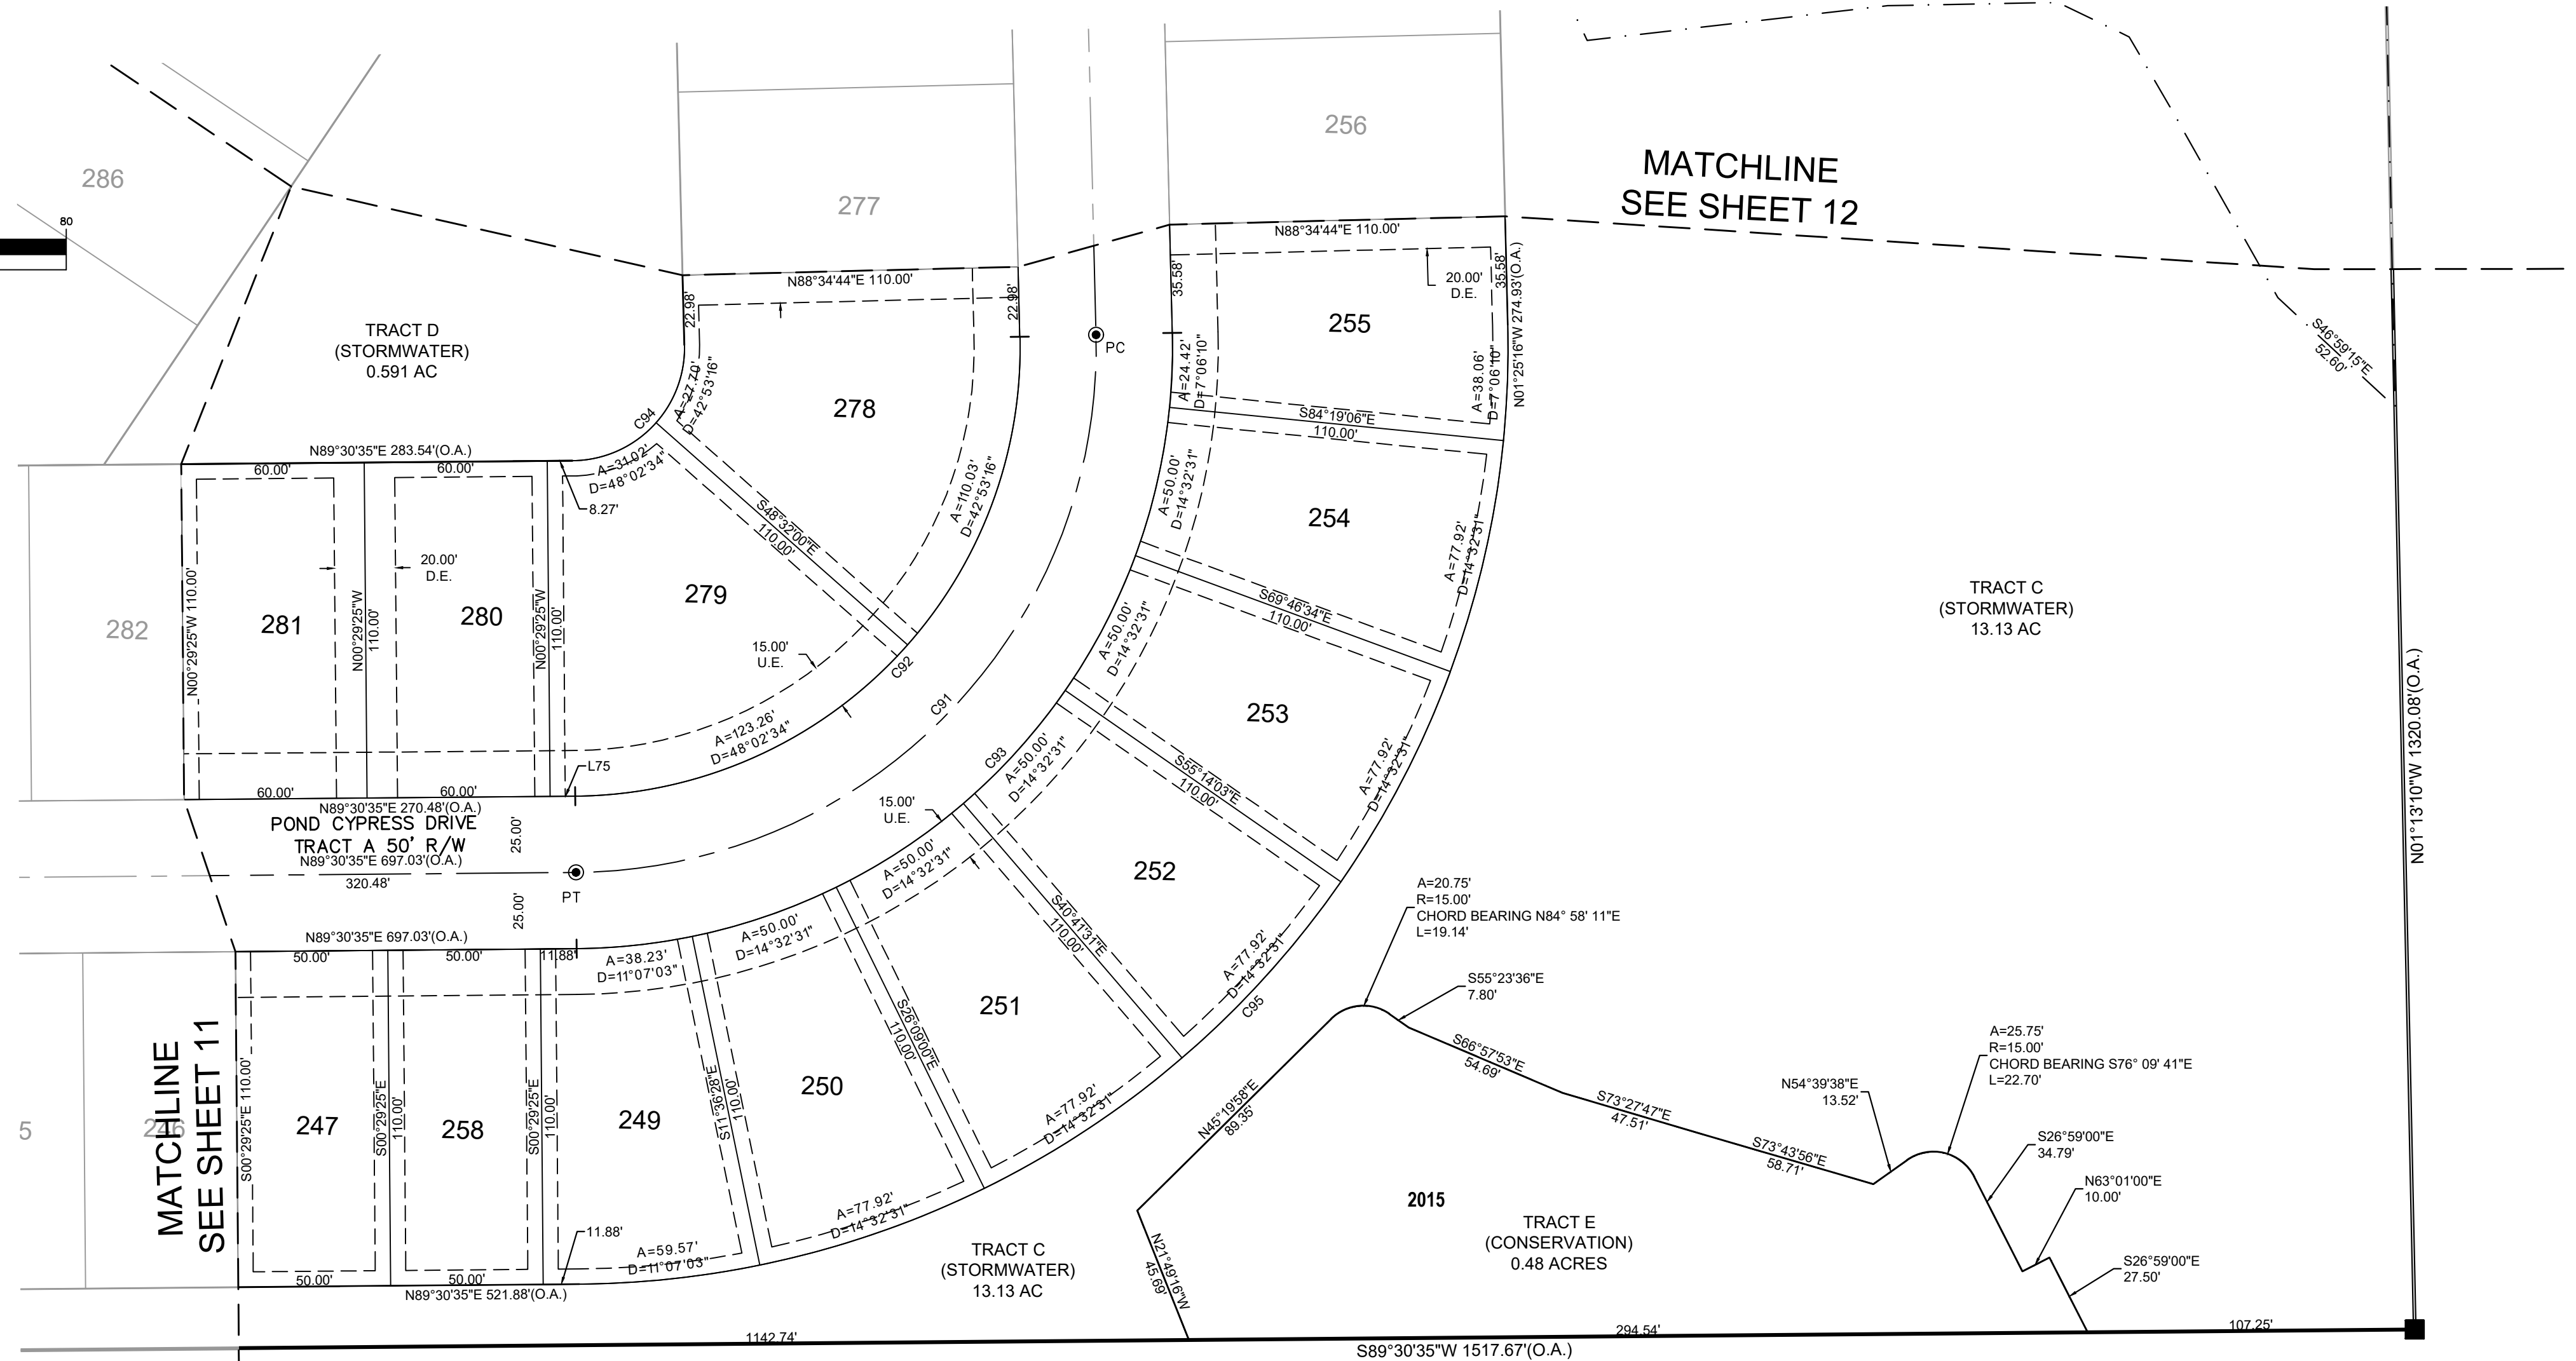 256
MATCHLINE
SEE SHEET 12
286
277
80
N88°34'44"E 110.00'
N88°34'44"E 110.00'
20.00'
D.E.
35.58'
35.58'
N01°25'16"W 274.93'(O.A.)
22.98'
22.98'
TRACT D
(STORMWATER)
0.591 AC
255
PC
S46°59'15"E
52.60'
A=24.42'
D=7°06'10"
A=38.06'
D=7°06'10"
A=27.70'
D=42°53'16"
278
C94
S84°19'06"E
110.00'
N89°30'35"E 283.54'(O.A.)
60.00'
60.00'
A=31.02'
D=48°02'34"
8.27'
A=110.03'
D=42°53'16"
A=50.00'
D=14°32'31"
254
S48°32'00"E
110.00'
A=77.92'
D=14°32'31"
20.00'
D.E.
282
N00°29'25"W 110.00'
281
N00°29'25"W
110.00'
280
N00°29'25"W
110.00'
279
15.00'
U.E.
C92
S69°46'34"E
110.00'
A=50.00'
D=14°32'31"
TRACT C
(STORMWATER)
13.13 AC
N01°13'10"W 1320.08'(O.A.)
C91
253
A=123.26'
D=48°02'34"
L75
C93
A=50.00'
D=14°32'31"
S55°14'03"E
110.00'
A=77.92'
D=14°32'31"
60.00'
60.00'
N89°30'35"E 270.48'(O.A.)
POND CYPRESS DRIVE
TRACT A 50' R/W
N89°30'35"E 697.03'(O.A.)
320.48'
25.00'
25.00'
PT
15.00'
U.E.
A=50.00'
D=14°32'31"
252
A=20.75'
R=15.00'
CHORD BEARING N84° 58' 11"E
L=19.14'
N89°30'35"E 697.03'(O.A.)
50.00'
50.00'
11.88'
A=38.23'
D=11°07'03"
A=50.00'
D=14°32'31"
S40°41'31"E
110.00'
A=77.92'
D=14°32'31"
C95
S55°23'36"E
7.80'
251
S26°09'00"E
110.00'
S66°57'53"E
54.69'
A=25.75'
R=15.00'
CHORD BEARING S76° 09' 41"E
L=22.70'
N54°39'38"E
13.52'
S73°27'47"E
47.51'
S73°43'56"E
58.71'
N45°19'58"E
89.35'
S26°59'00"E
34.79'
N63°01'00"E
10.00'
MATCHLINE
SEE SHEET 11
5
246
S00°29'25"E 110.00'
247
S00°29'25"E
110.00'
258
S00°29'25"E
110.00'
249
S11°36'28"E
110.00'
250
A=77.92'
D=14°32'31"
A=77.92'
D=14°32'31"
2015
TRACT E
(CONSERVATION)
0.48 ACRES
S26°59'00"E
27.50'
11.88'
A=59.57'
D=11°07'03"
TRACT C
(STORMWATER)
13.13 AC
N21°49'16"W
45.69'
50.00'
50.00'
N89°30'35"E 521.88'(O.A.)
1142.74'
294.54'
107.25'
S89°30'35"W 1517.67'(O.A.)